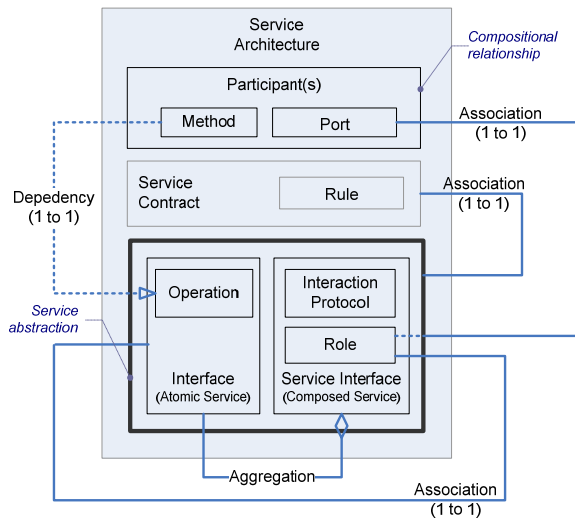 Service
Architecture
Compositional
relationship
Participant(s)
Method
Port
Association
(1 to 1)
Service
Contract
Rule
Association
(1 to 1)
Depedency
(1 to 1)
Operation
Interaction
Protocol
Service
abstraction
Role
Interface
(Atomic Service)
Service Interface
(Composed Service)
Aggregation
Association
(1 to 1)